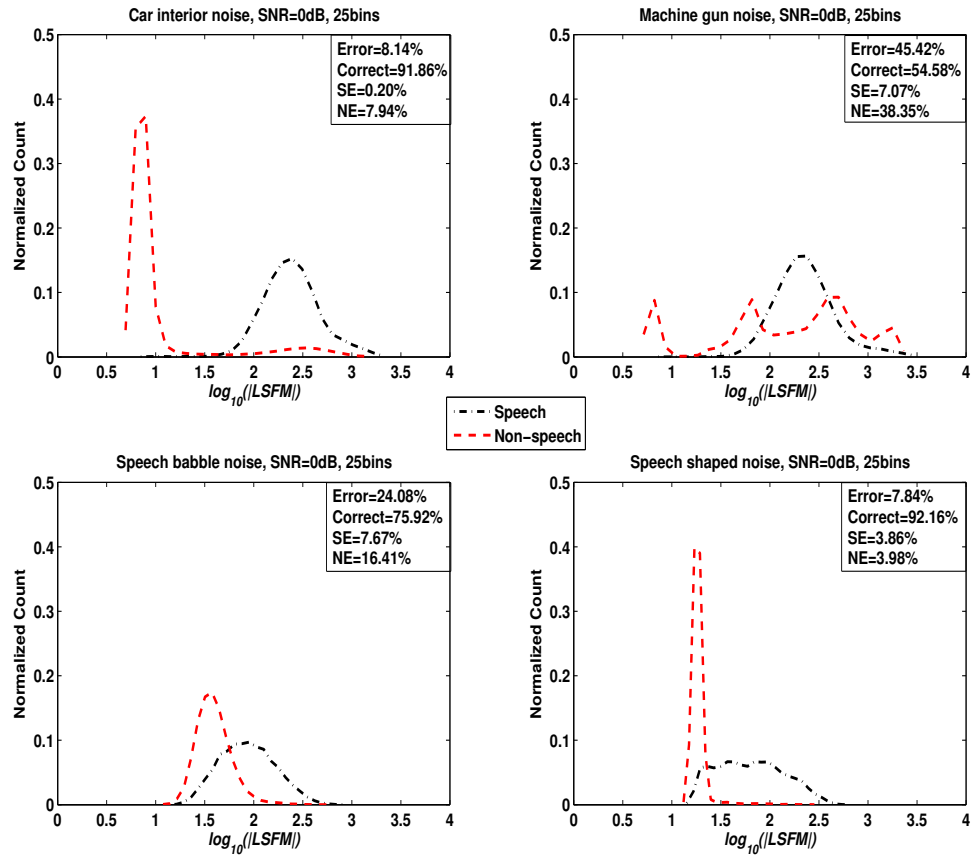 Car interior noise, SNR=0dB, 25bins
Normalized Count
0.5
0.4
0.3
0.2
0.1
0
Error=8.14%
Correct=91.86%
SE=0.20%
NE=7.94%
0 0.5 1 1.5 2 2.5 3 3.5 4
log10(|LSFM|)
Machine gun noise, SNR=0dB, 25bins
Normalized Count
0.5
0.4
0.3
0.2
0.1
0
Error=45.42%
Correct=54.58%
SE=7.07%
NE=38.35%
0 0.5 1 1.5 2 2.5 3 3.5 4
log10(|LSFM|)
Speech
Non-speech
Speech babble noise, SNR=0dB, 25bins
Normalized Count
0.5
0.4
0.3
0.2
0.1
0
Error=24.08%
Correct=75.92%
SE=7.67%
NE=16.41%
0 0.5 1 1.5 2 2.5 3 3.5 4
log10(|LSFM|)
Speech shaped noise, SNR=0dB, 25bins
Normalized Count
0.5
0.4
0.3
0.2
0.1
0
Error=7.84%
Correct=92.16%
SE=3.86%
NE=3.98%
0 0.5 1 1.5 2 2.5 3 3.5 4
log10(|LSFM|)